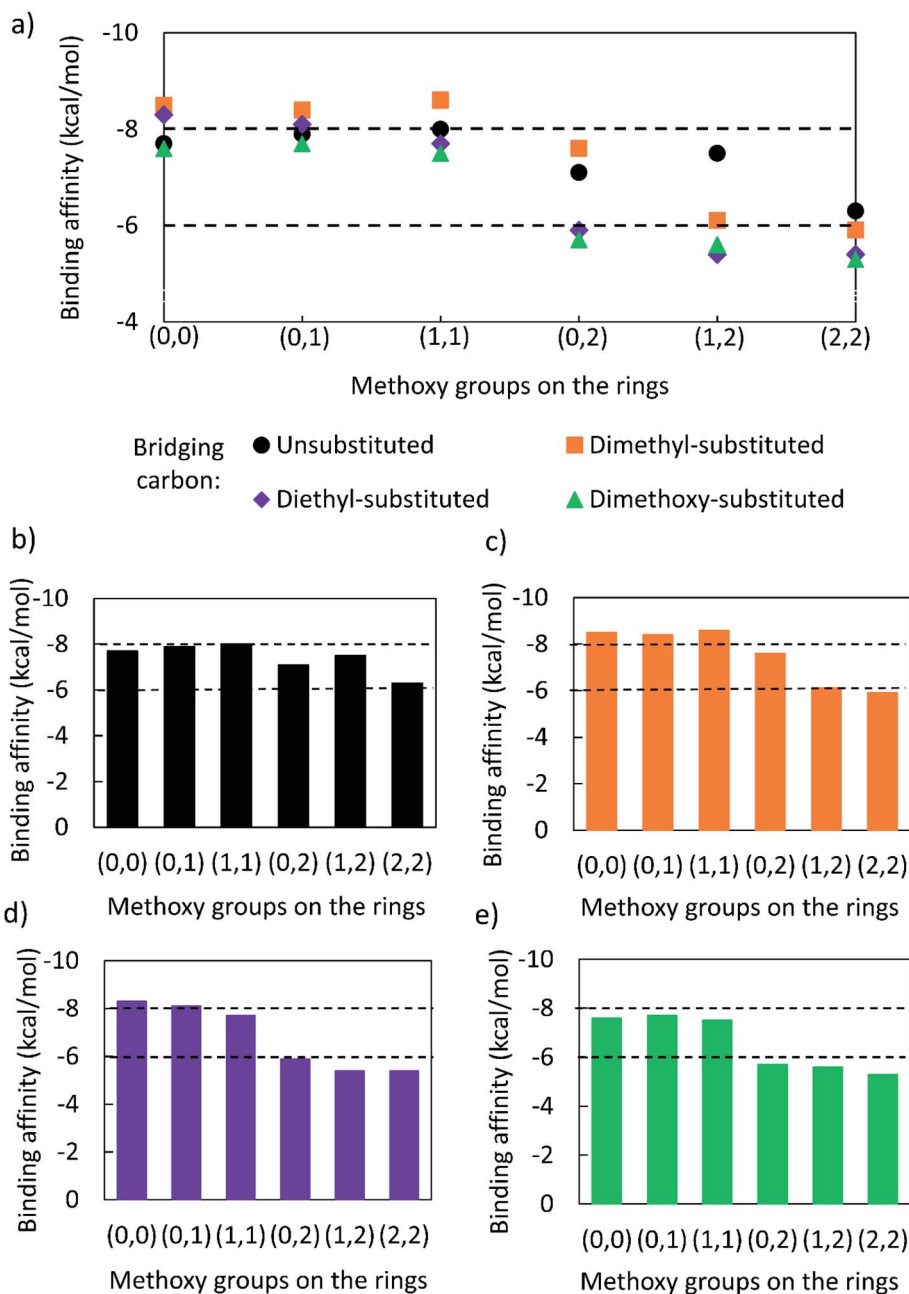 a)
-10
-8
-6
-4
Binding affinity (kcal/mol)
(0,0) (0,1) (1,1) (0,2) (1,2) (2,2)
Methoxy groups on the rings
Bridging carbon:
Unsubstituted
Dimethyl-substituted
Diethyl-substituted
Dimethoxy-substituted
b)
-10
-8
-6
-4
-2
0
Binding affinity (kcal/mol)
(0,0) (0,1) (1,1) (0,2) (1,2) (2,2)
Methoxy groups on the rings
c)
-10
-8
-6
-4
-2
0
Binding affinity (kcal/mol)
(0,0) (0,1) (1,1) (0,2) (1,2) (2,2)
Methoxy groups on the rings
d)
-10
-8
-6
-4
-2
0
Binding affinity (kcal/mol)
(0,0) (0,1) (1,1) (0,2) (1,2) (2,2)
Methoxy groups on the rings
e)
-10
-8
-6
-4
-2
0
Binding affinity (kcal/mol)
(0,0) (0,1) (1,1) (0,2) (1,2) (2,2)
Methoxy groups on the rings